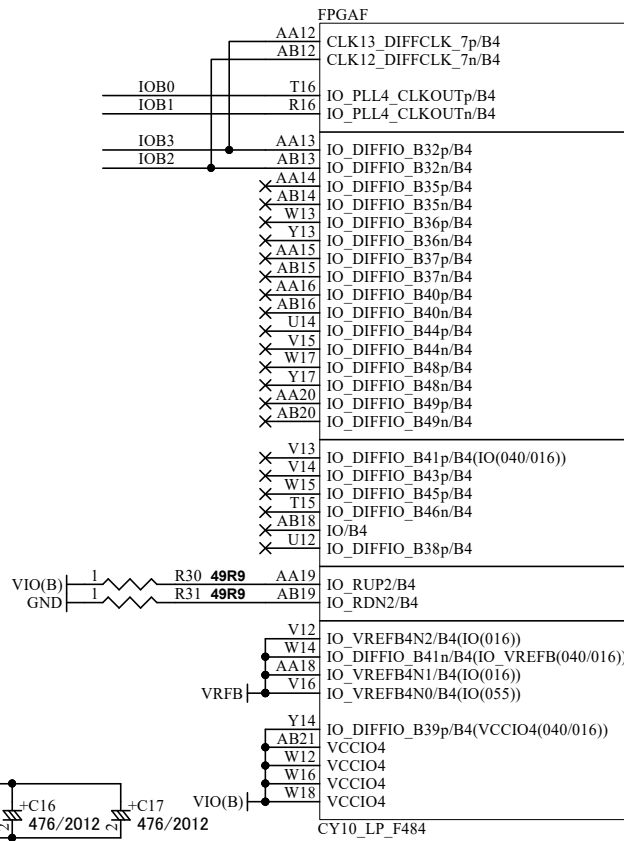 FPGAF
AA12 CLK13_DIFFCLK_7p/B4
AB12 CLK12_DIFFCLK_7n/B4
IOB0 T16 IO_PLL4_CLKOUTp/B4
IOB1 R16 IO_PLL4_CLKOUTn/B4
IOB3 AA13 IO_DIFFIO_B32p/B4
IOB2 AB13 IO_DIFFIO_B32n/B4
AA14 IO_DIFFIO_B35p/B4
AB14 IO_DIFFIO_B35n/B4
W13 IO_DIFFIO_B36p/B4
Y13 IO_DIFFIO_B36n/B4
AA15 IO_DIFFIO_B37p/B4
AB15 IO_DIFFIO_B37n/B4
AA16 IO_DIFFIO_B40p/B4
AB16 IO_DIFFIO_B40n/B4
U14 IO_DIFFIO_B44p/B4
V15 IO_DIFFIO_B44n/B4
W17 IO_DIFFIO_B48p/B4
Y17 IO_DIFFIO_B48n/B4
AA20 IO_DIFFIO_B49p/B4
AB20 IO_DIFFIO_B49n/B4
V13 IO_DIFFIO_B41p/B4(IO(040/016))
V14 IO_DIFFIO_B43p/B4
W15 IO_DIFFIO_B45p/B4
T15 IO_DIFFIO_B46n/B4
AB18 IO/B4
U12 IO_DIFFIO_B38p/B4
VIO(B) 1 R30 49R9 AA19 IO_RUP2/B4
GND 1 R31 49R9 AB19 IO_RDN2/B4
V12 IO_VREFB4N2/B4(IO(016))
W14 IO_DIFFIO_B41n/B4(IO_VREFB(040/016))
AA18 IO_VREFB4N1/B4(IO(016))
VRFB V16 IO_VREFB4N0/B4(IO(055))
Y14 IO_DIFFIO_B39p/B4(VCCIO4(040/016))
AB21 VCCIO4
W12 VCCIO4
W16 VCCIO4
VIO(B) W18 VCCIO4
+C16 +C17
2 476/2012 2 476/2012
CY10_LP_F484